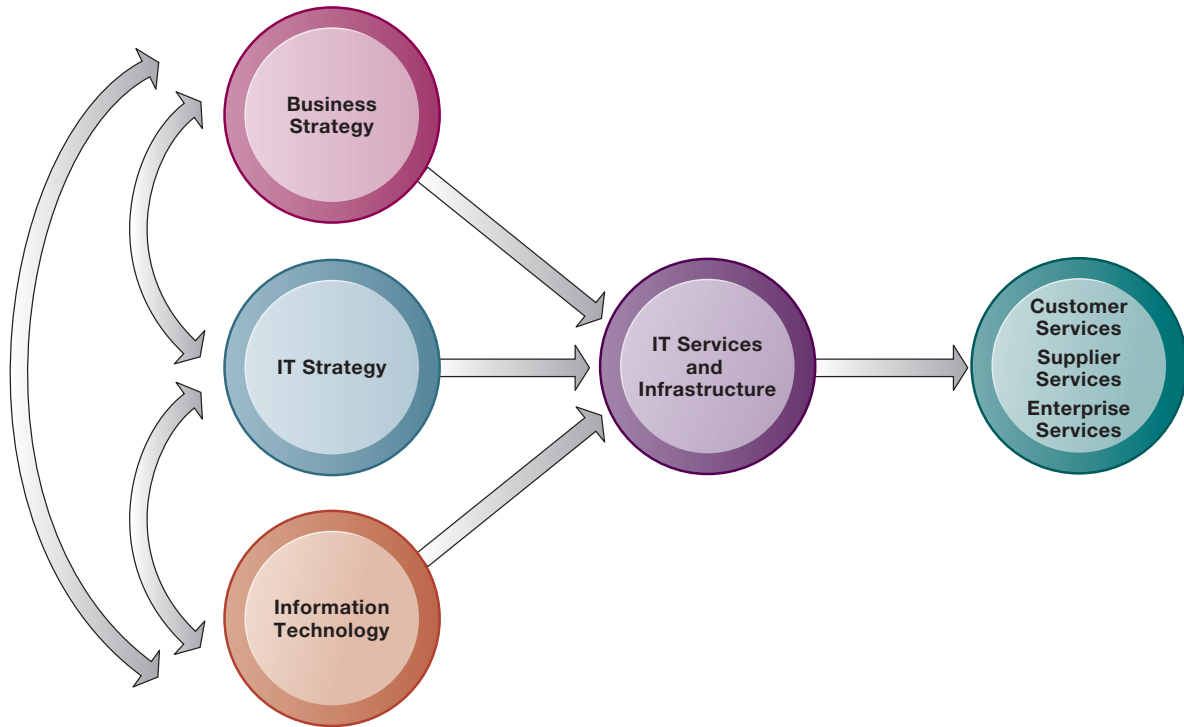 Business
Strategy
IT Strategy
Information
Technology
IT Services
and
Infrastructure
Customer
Services
Supplier
Services
Enterprise
Services